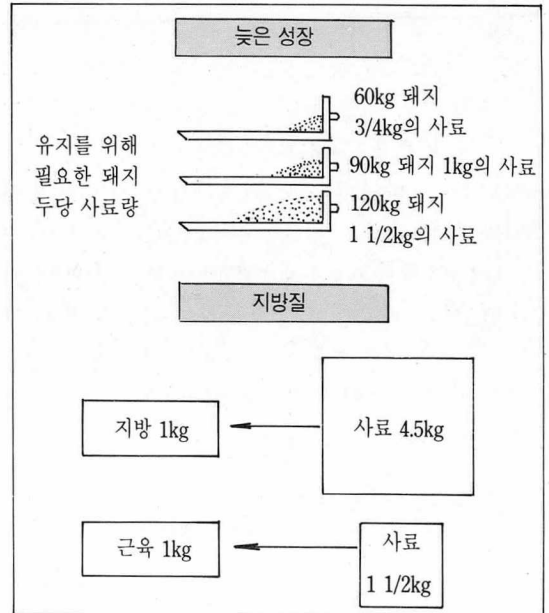 늦은 성장
유지를 위해
필요한 돼지
두당 사료량
60kg 돼지
3/4kg의 사료
90kg 돼지 1kg의 사료
120kg 돼지
1 1/2kg의 사료
지방질
지방 1kg
사료 4.5kg
근육 1kg
사료
1 1/2kg